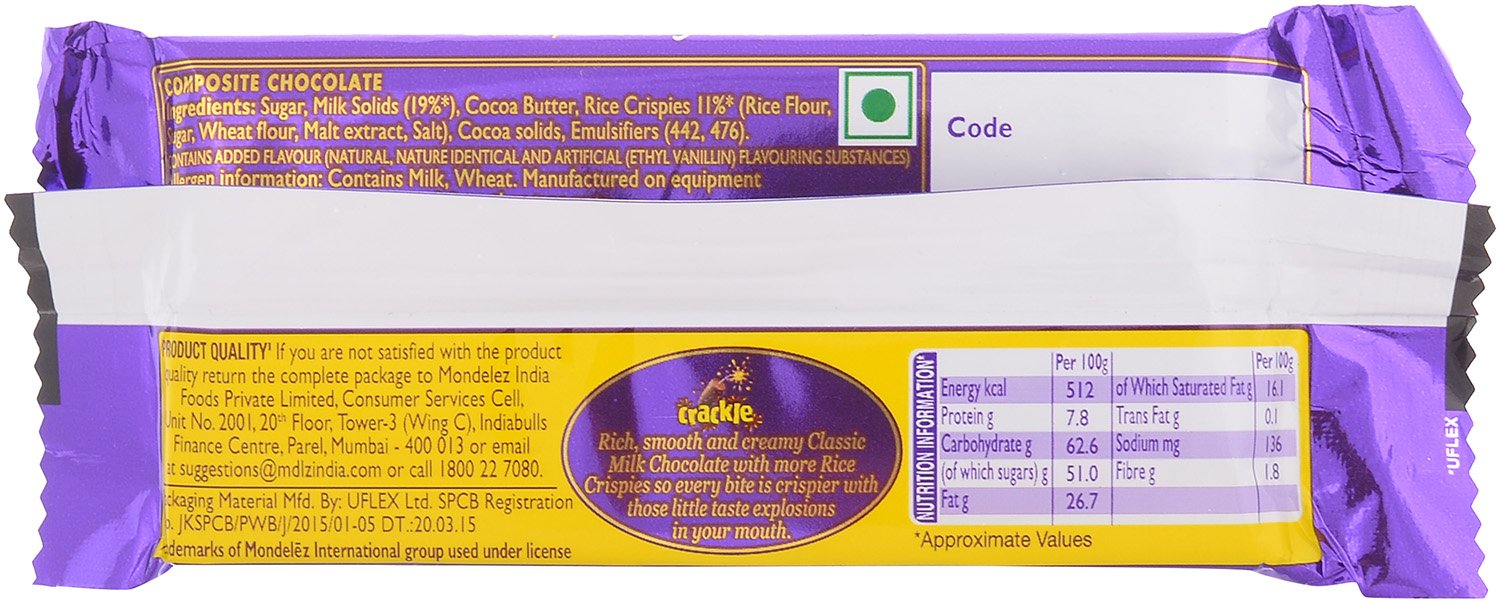 COMPOSITE CHOCOLATE
Ingredients: Sugar, Milk Solids (19%*), Cocoa Butter, Rice Crispies 11%* (Rice Flour,
Sugar, Wheat flour, Malt extract, Salt), Cocoa solids, Emulsifiers (442, 476).
CONTAINS ADDED FLAVOUR (NATURAL, NATURE IDENTICAL AND ARTIFICIAL (ETHYL VANILLIN) FLAVOURING SUBSTANCES)
Allergen information: Contains Milk, Wheat. Manufactured on equipment
Code
PRODUCT QUALITY' If you are not satisfied with the product
quality return the complete package to Mondelez India
Foods Private Limited, Consumer Services Cell,
Unit No. 2001, 20th Floor, Tower-3 (Wing C), Indiabulls
Finance Centre, Parel, Mumbai - 400 013 or email
at suggestions@mdlzindia.com or call 1800 22 7080.
Packaging Material Mfd. By: UFLEX Ltd. SPCB Registration
o. JKSPCB/PWB/J/2015/01-05 DT.:20.03.15
ademarks of Mondelēz International group used under license
crackle
Rich, smooth and creamy Classic
Milk Chocolate with more Rice
Crispies so every bite is crispier with
those little taste explosions
in your mouth.
NUTRITION INFORMATION*
Per 100g Per 100g
Energy kcal 512 of Which Saturated Fat g 16.1
Protein g 7.8 Trans Fat g 0.1
Carbohydrate g 62.6 Sodium mg 136
(of which sugars) g 51.0 Fibre g 1.8
Fat g 26.7
*Approximate Values
*UFLEX